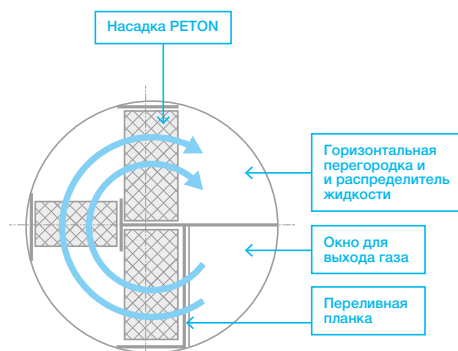 Насадка PETON
Горизонтальная
перегородка и
и распределитель
жидкости
Окно для
выхода газа
Переливная
планка